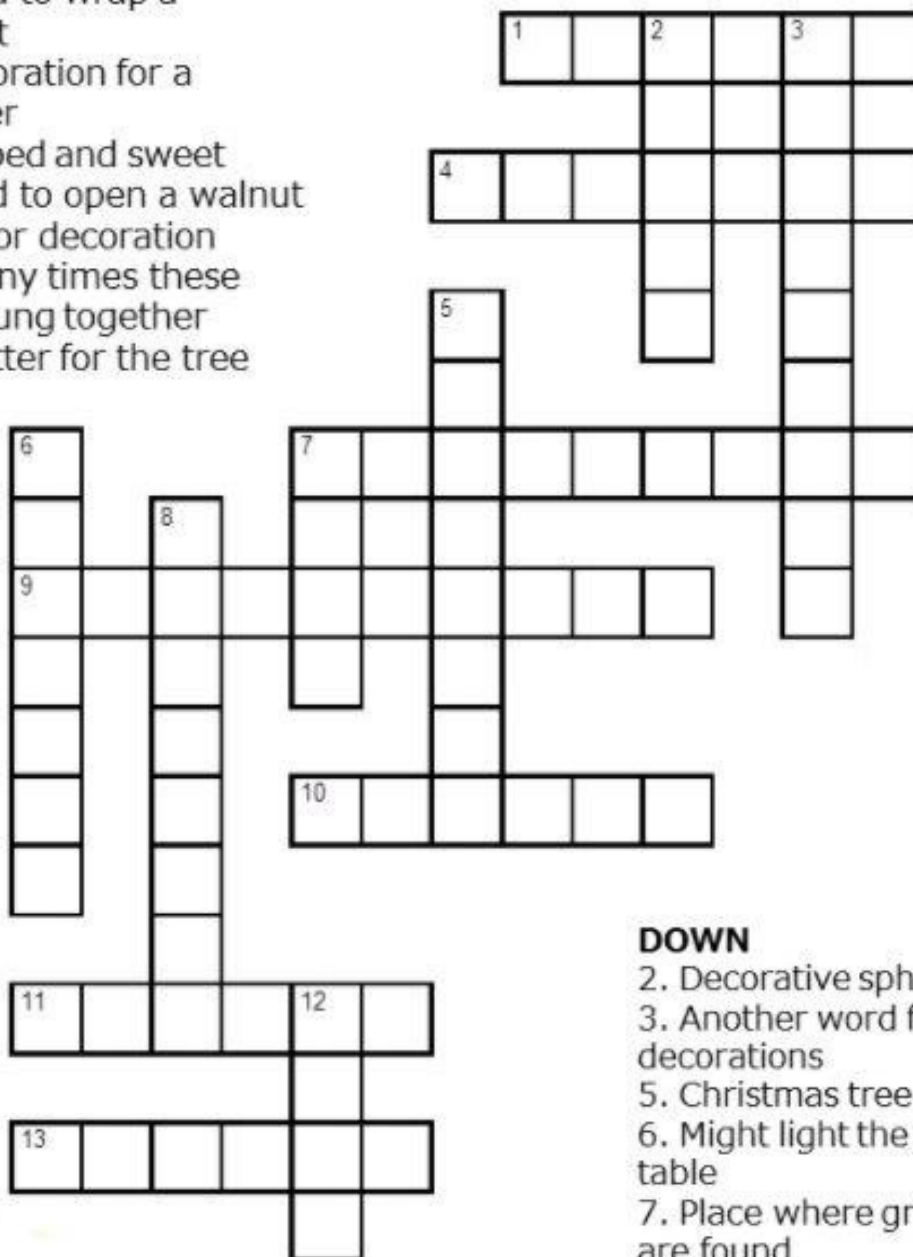 to wrap a
t
oration for a
er
ped and sweet
d to open a walnut
or decoration
ny times these
ung together
tter for the tree
1 2 3
4
5
6 7
8
9
10
11 12
13
DOWN
2. Decorative sph
3. Another word f
decorations
5. Christmas tree
6. Might light the
table
7. Place where gr
are found